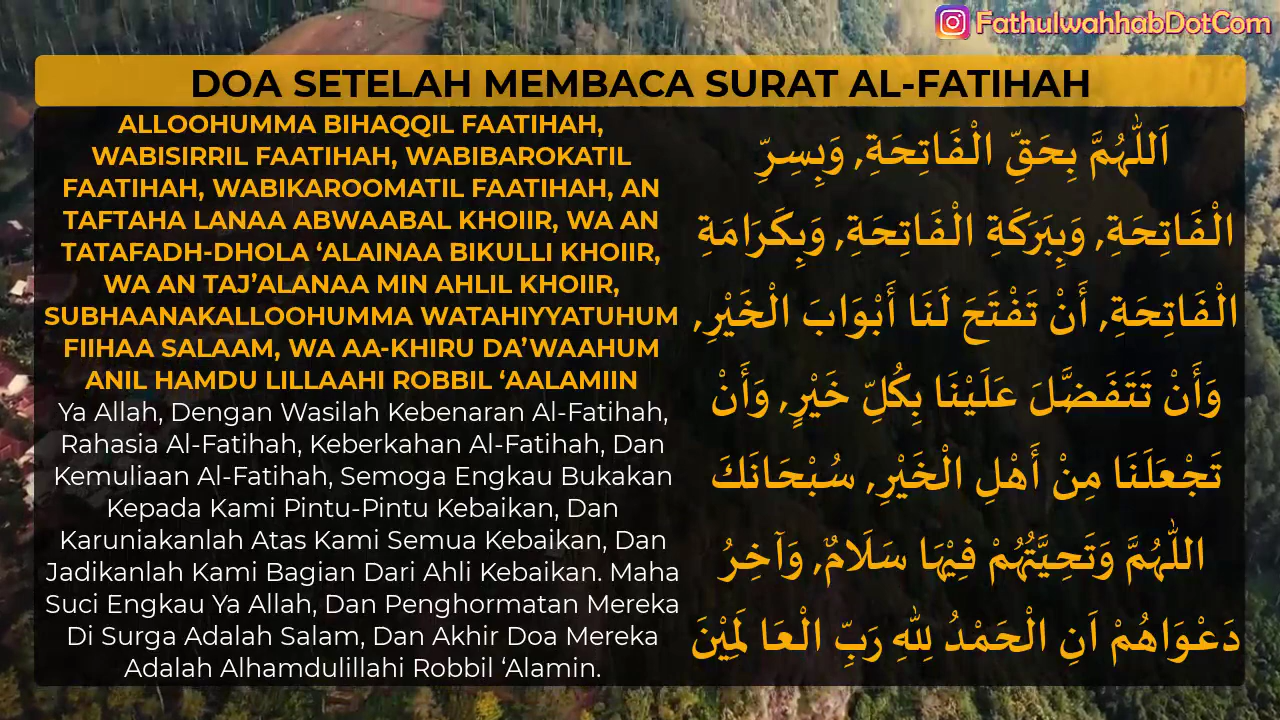 FathulwahhabDotCom
DOA SETELAH MEMBACA SURAT AL-FATIHAH
ALLOOHUMMA BIHAQQIL FAATIHAH,
WABISIRRIL FAATIHAH, WABIBAROKATIL
FAATIHAH, WABIKAROOMATIL FAATIHAH, AN
TAFTAHA LANAA ABWAABAL KHOIIR, WA AN
TATAFADH-DHOLA ‘ALAINAA BIKULLI KHOIIR,
WA AN TAJ’ALANAA MIN AHLIL KHOIIR,
SUBHAANAKALLOOHUMMA WATAHIYYATUHUM
FIIHAA SALAAM, WA AA-KHIRU DA’WAAHUM
ANIL HAMDU LILLAAHI ROBBIL ‘AALAMIIN
Ya Allah, Dengan Wasilah Kebenaran Al-Fatihah,
Rahasia Al-Fatihah, Keberkahan Al-Fatihah, Dan
Kemuliaan Al-Fatihah, Semoga Engkau Bukakan
Kepada Kami Pintu-Pintu Kebaikan, Dan
Karuniakanlah Atas Kami Semua Kebaikan, Dan
Jadikanlah Kami Bagian Dari Ahli Kebaikan. Maha
Suci Engkau Ya Allah, Dan Penghormatan Mereka
Di Surga Adalah Salam, Dan Akhir Doa Mereka
Adalah Alhamdulillahi Robbil ‘Alamin.
اَللّٰهُمَّ بِحَقِّ الْفَاتِحَةِ, وَبِسِرِّ
الْفَاتِحَةِ, وَبِبَرَكَةِ الْفَاتِحَةِ, وَبِكَرَامَةِ
الْفَاتِحَةِ, أَنْ تَفْتَحَ لَنَا أَبْوَابَ الْخَيْرِ,
وَأَنْ تَتَفَضَّلَ عَلَيْنَا بِكُلِّ خَيْرٍ, وَأَنْ
تَجْعَلَنَا مِنْ أَهْلِ الْخَيْرِ, سُبْحَانَكَ
اللّٰهُمَّ وَتَحِيَّتُهُمْ فِيْهَا سَلَامٌ, وَآخِرُ
دَعْوَاهُمْ اَنِ الْحَمْدُ لِلّٰهِ رَبِّ الْعَا لَمِيْنَ